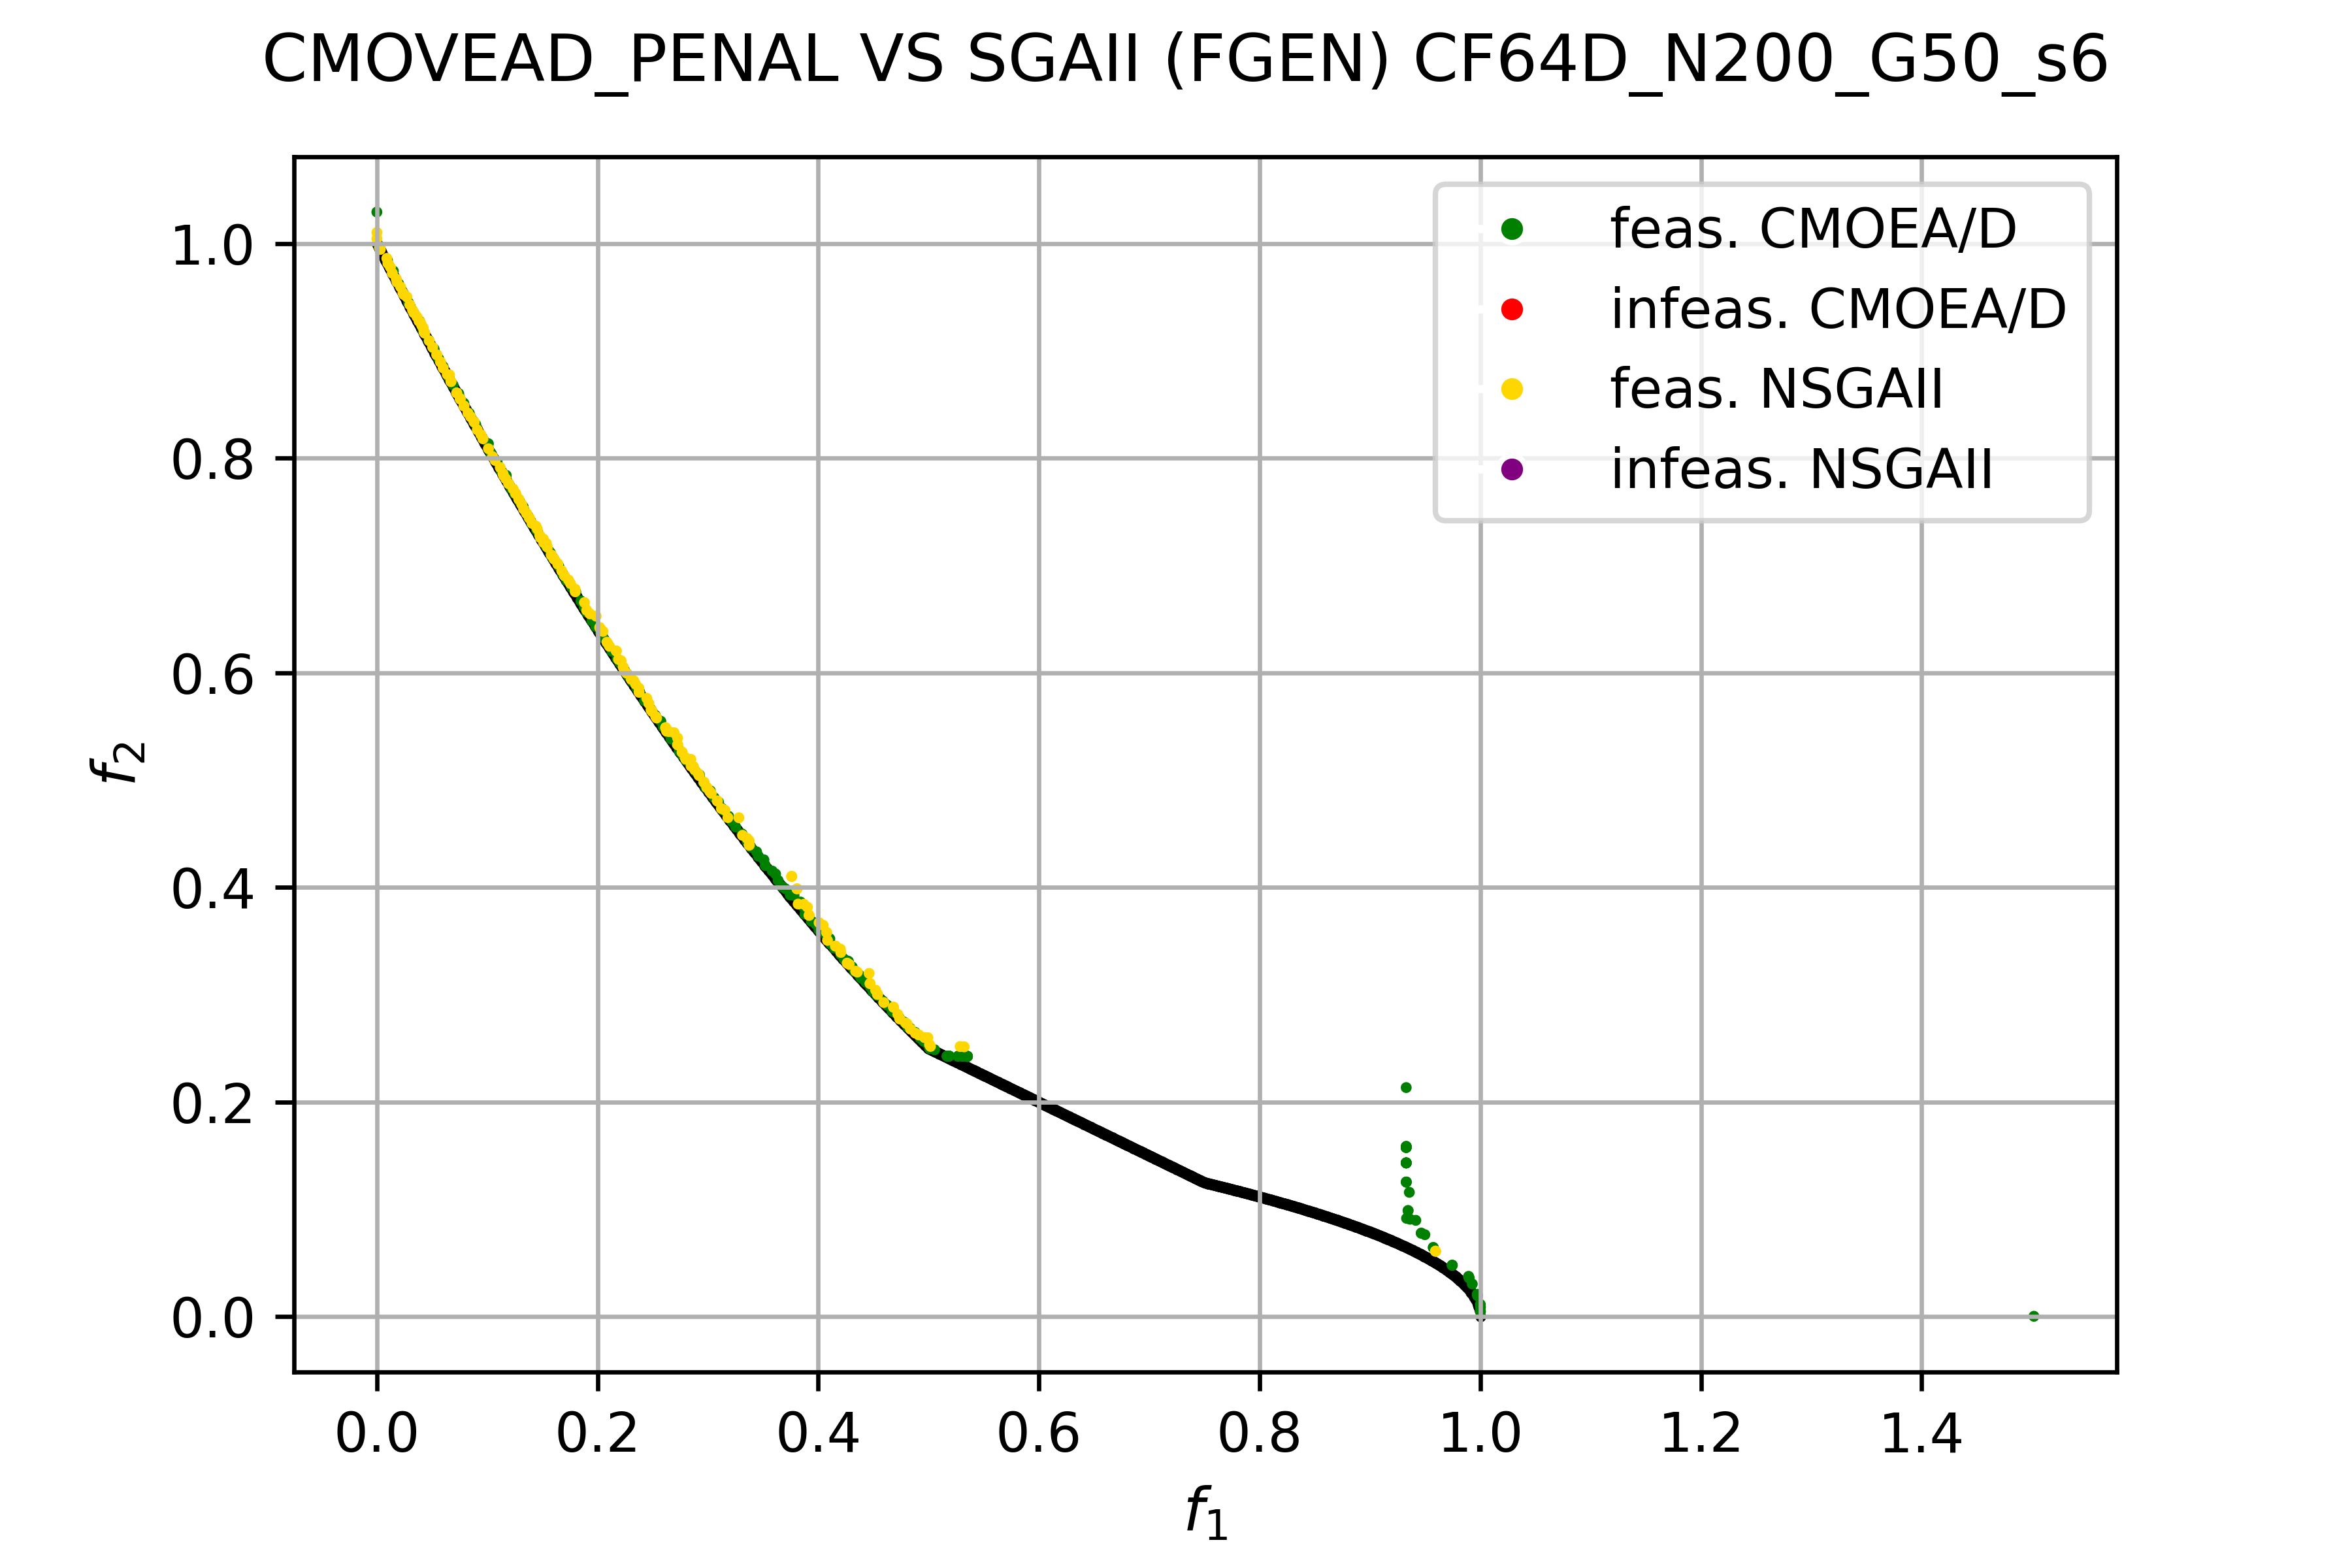 CMOVEAD_PENAL VS SGAII (FGEN) CF64D_N200_G50_s6
feas. CMOEA/D
infeas. CMOEA/D
feas. NSGAII
infeas. NSGAII
1.0
0.8
0.6
0.4
0.2
0.0
f2
0.0 0.2 0.4 0.6 0.8 1.0 1.2 1.4
f1